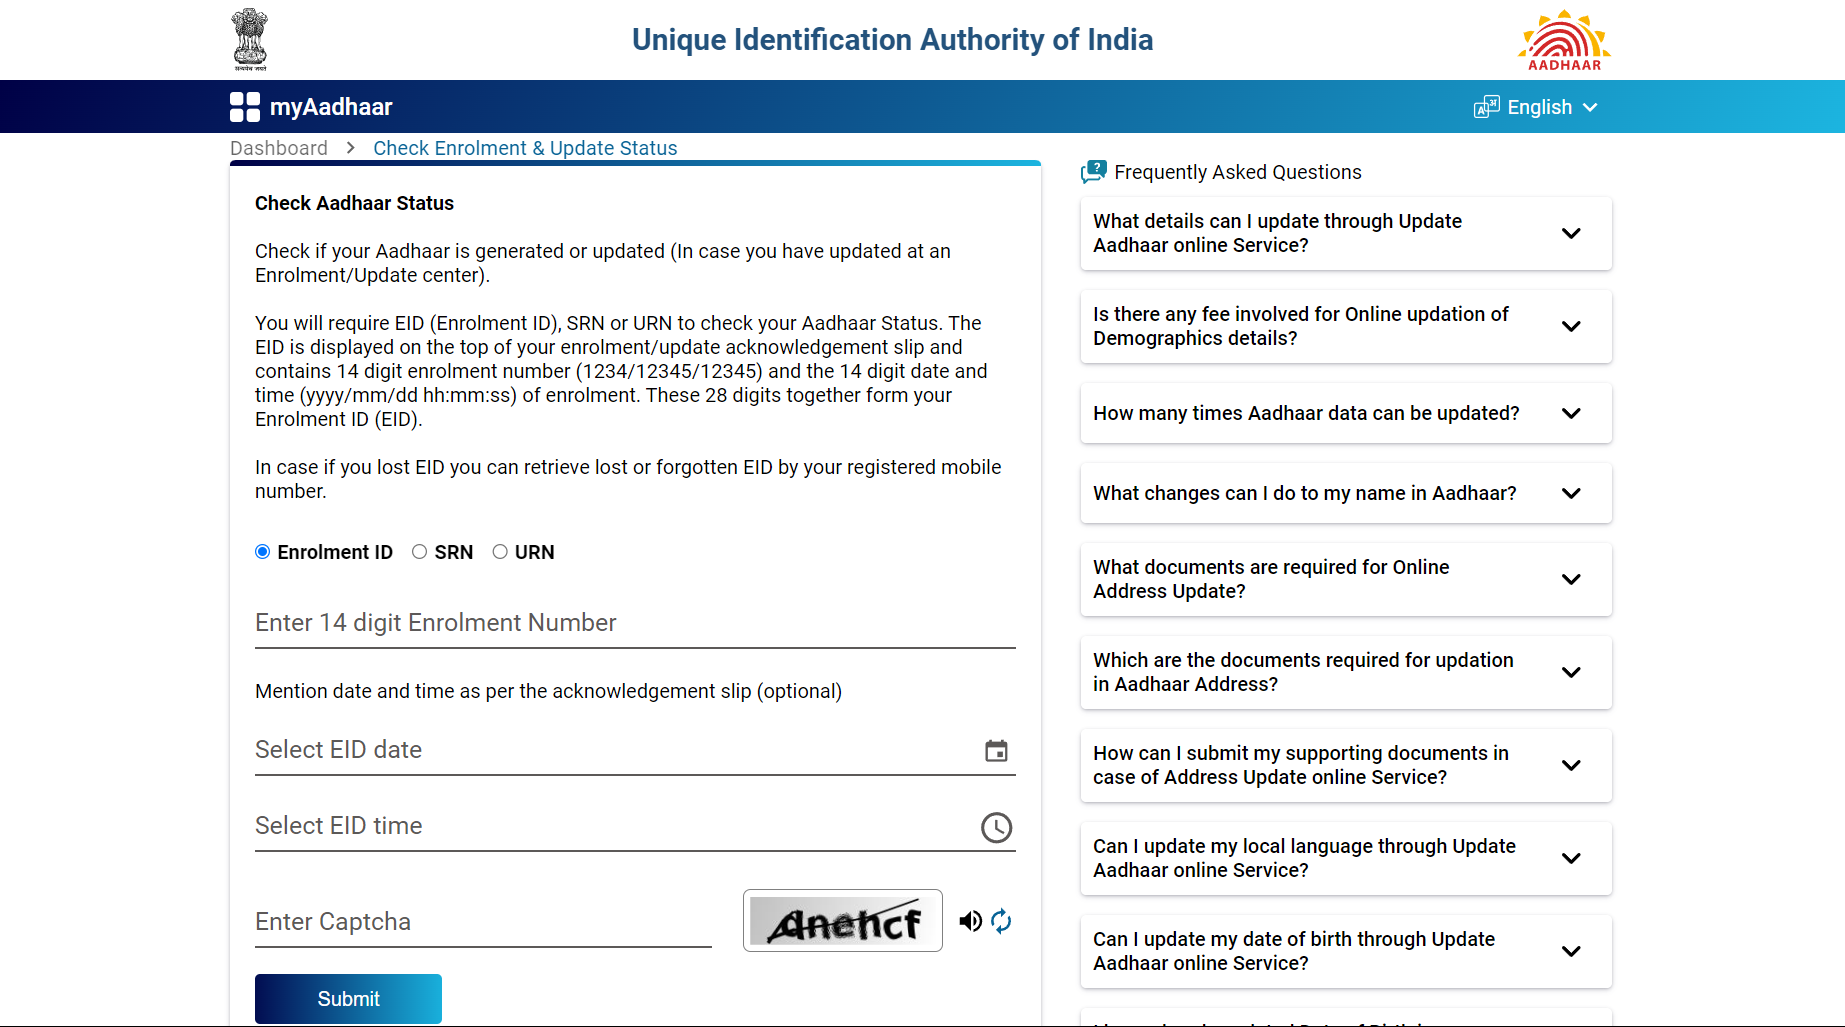 सत्यमेव जयते
Unique Identification Authority of India
AADHAAR
myAadhaar
English
Dashboard > Check Enrolment & Update Status
Check Aadhaar Status
Check if your Aadhaar is generated or updated (In case you have updated at an
Enrolment/Update center).
You will require EID (Enrolment ID), SRN or URN to check your Aadhaar Status. The
EID is displayed on the top of your enrolment/update acknowledgement slip and
contains 14 digit enrolment number (1234/12345/12345) and the 14 digit date and
time (yyyy/mm/dd hh:mm:ss) of enrolment. These 28 digits together form your
Enrolment ID (EID).
In case if you lost EID you can retrieve lost or forgotten EID by your registered mobile
number.
Enrolment ID SRN URN
Enter 14 digit Enrolment Number
Mention date and time as per the acknowledgement slip (optional)
Select EID date
Select EID time
Enter Captcha
Submit
Frequently Asked Questions
What details can I update through Update
Aadhaar online Service?
Is there any fee involved for Online updation of
Demographics details?
How many times Aadhaar data can be updated?
What changes can I do to my name in Aadhaar?
What documents are required for Online
Address Update?
Which are the documents required for updation
in Aadhaar Address?
How can I submit my supporting documents in
case of Address Update online Service?
Can I update my local language through Update
Aadhaar online Service?
Can I update my date of birth through Update
Aadhaar online Service?